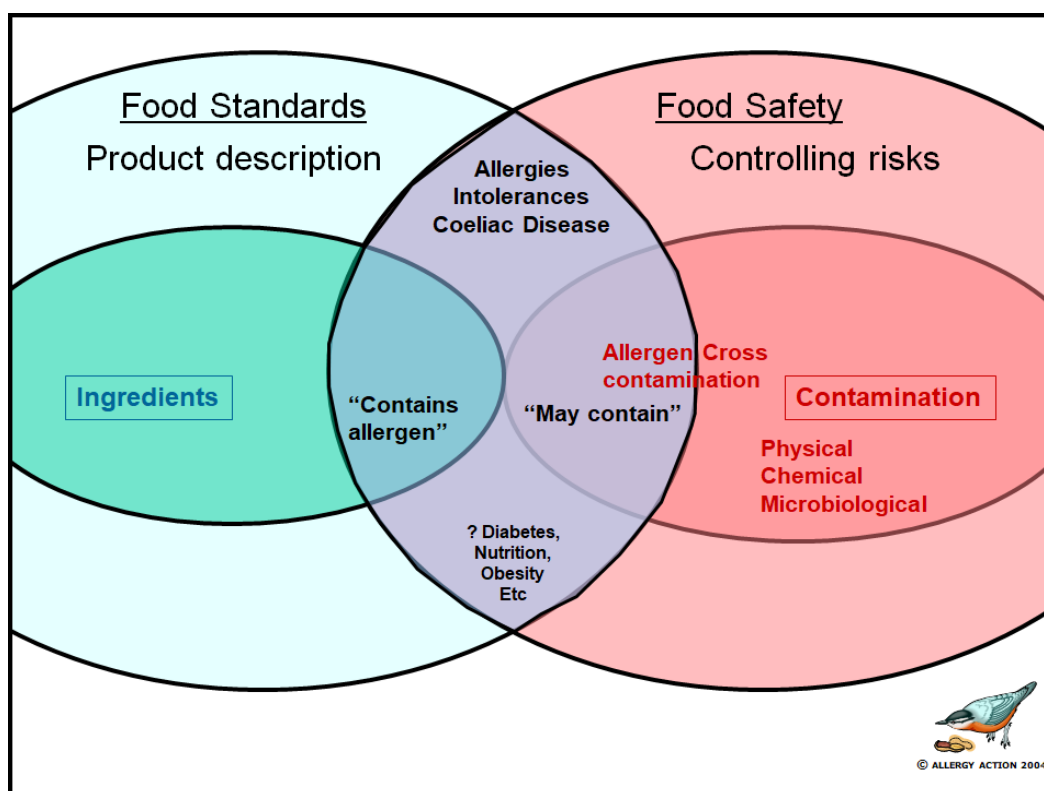 Food Standards
Product description
Food Safety
Controlling risks
Allergies
Intolerances
Coeliac Disease
Ingredients
“Contains
allergen”
Allergen Cross
contamination
“May contain”
Contamination
Physical
Chemical
Microbiological
? Diabetes,
Nutrition,
Obesity
Etc
© ALLERGY ACTION 2004